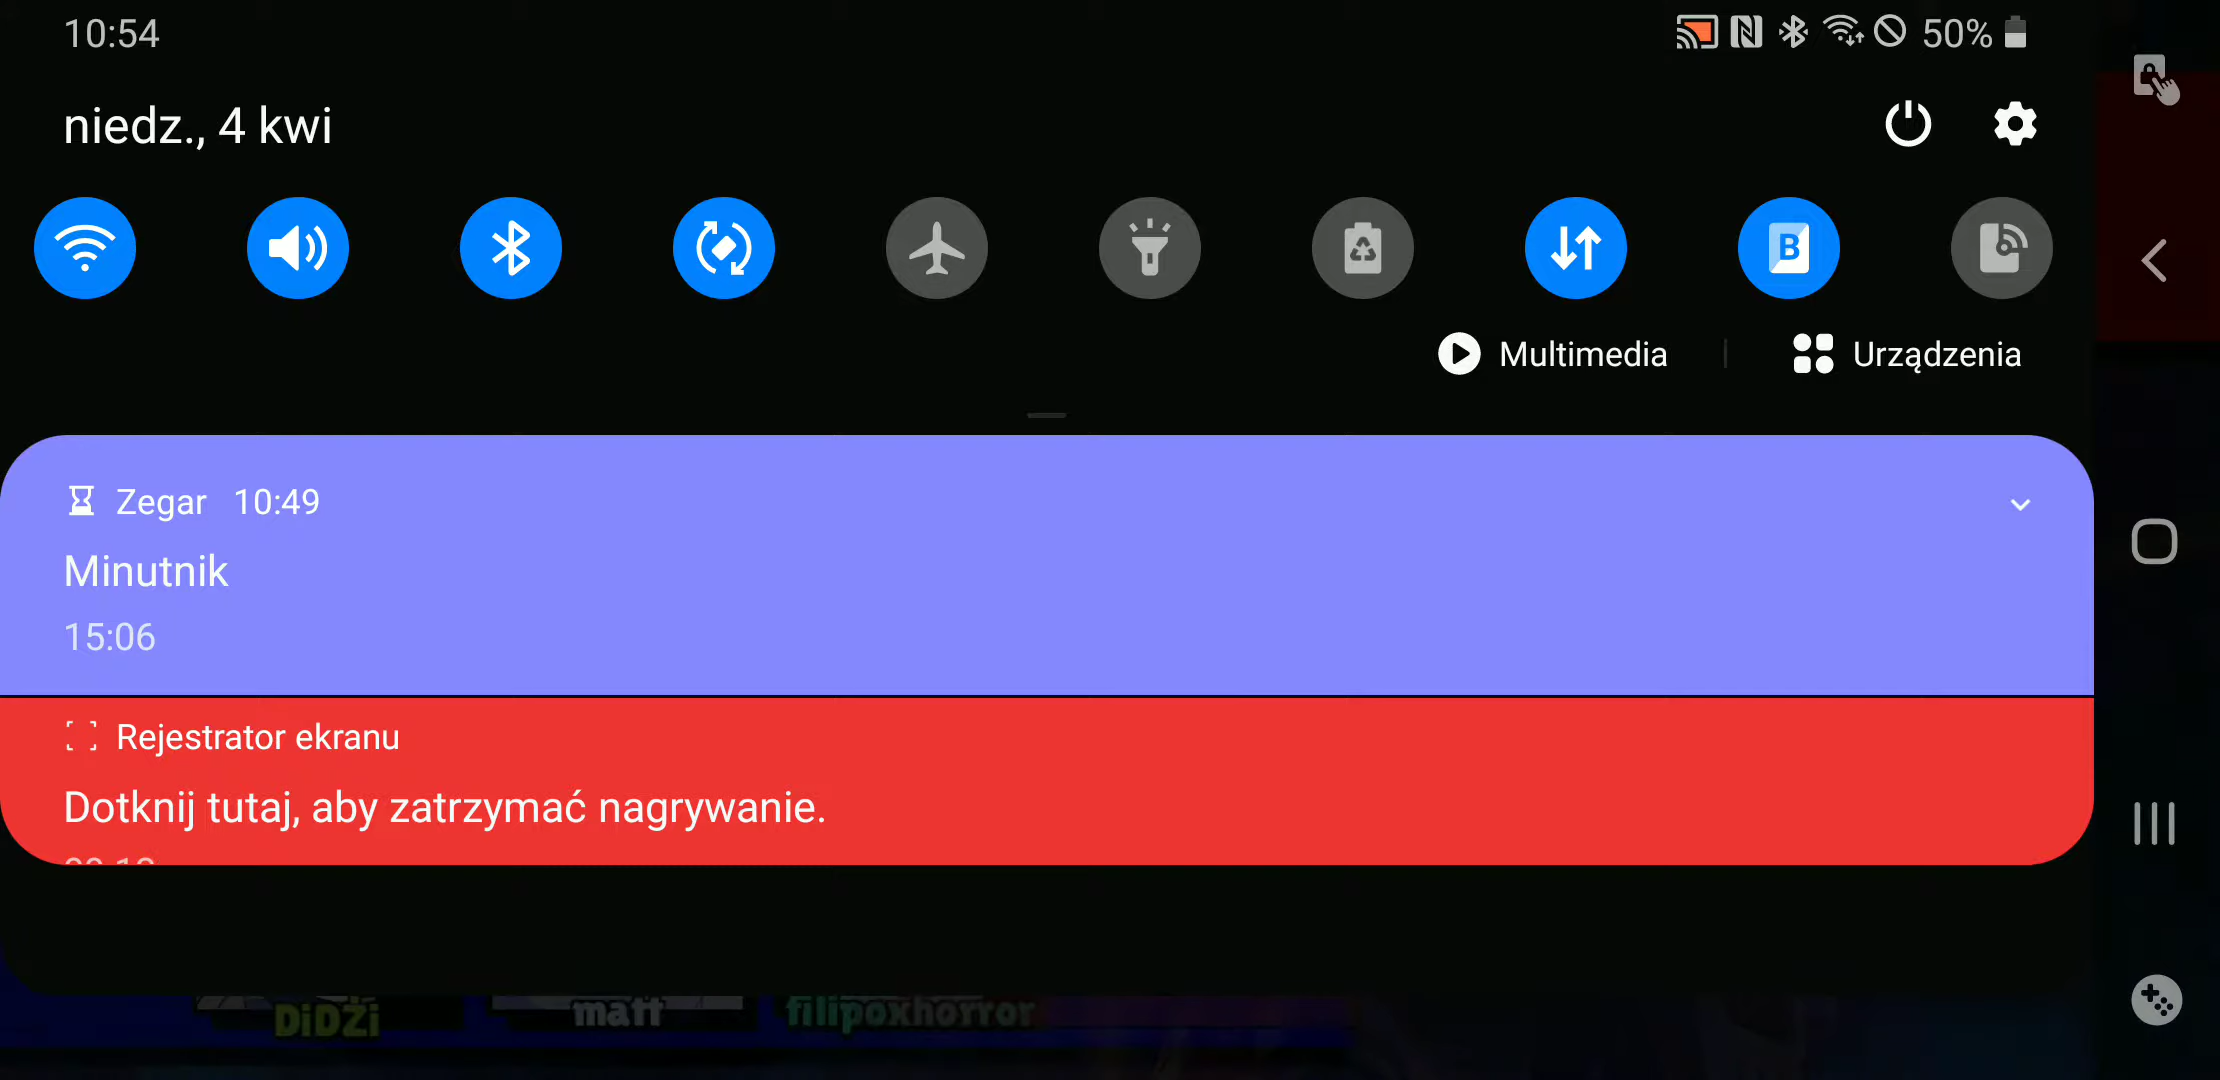 10:54
50%
niedz., 4 kwi
B
Multimedia
Urządzenia
Zegar 10:49
Minutnik
15:06
Rejestrator ekranu
Dotknij tutaj, aby zatrzymać nagrywanie.
DiDŻi
matt
filipoxhorror